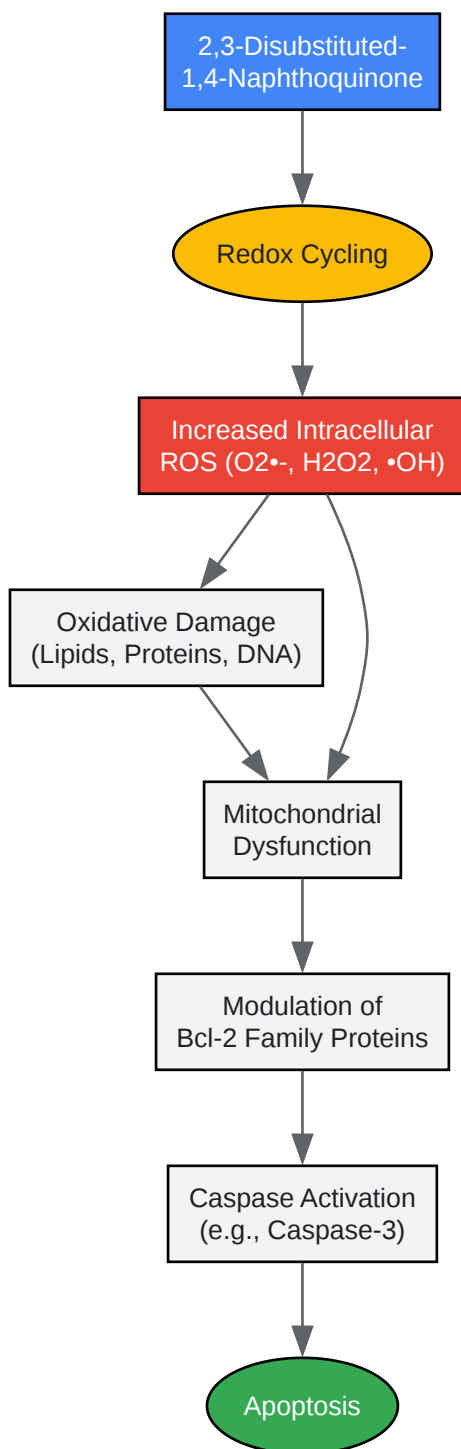 2,3-Disubstituted-
1,4-Naphthoquinone
Redox Cycling
Increased Intracellular
ROS (O2•-, H2O2, •OH)
Oxidative Damage
(Lipids, Proteins, DNA)
Mitochondrial
Dysfunction
Modulation of
Bcl-2 Family Proteins
Caspase Activation
(e.g., Caspase-3)
Apoptosis